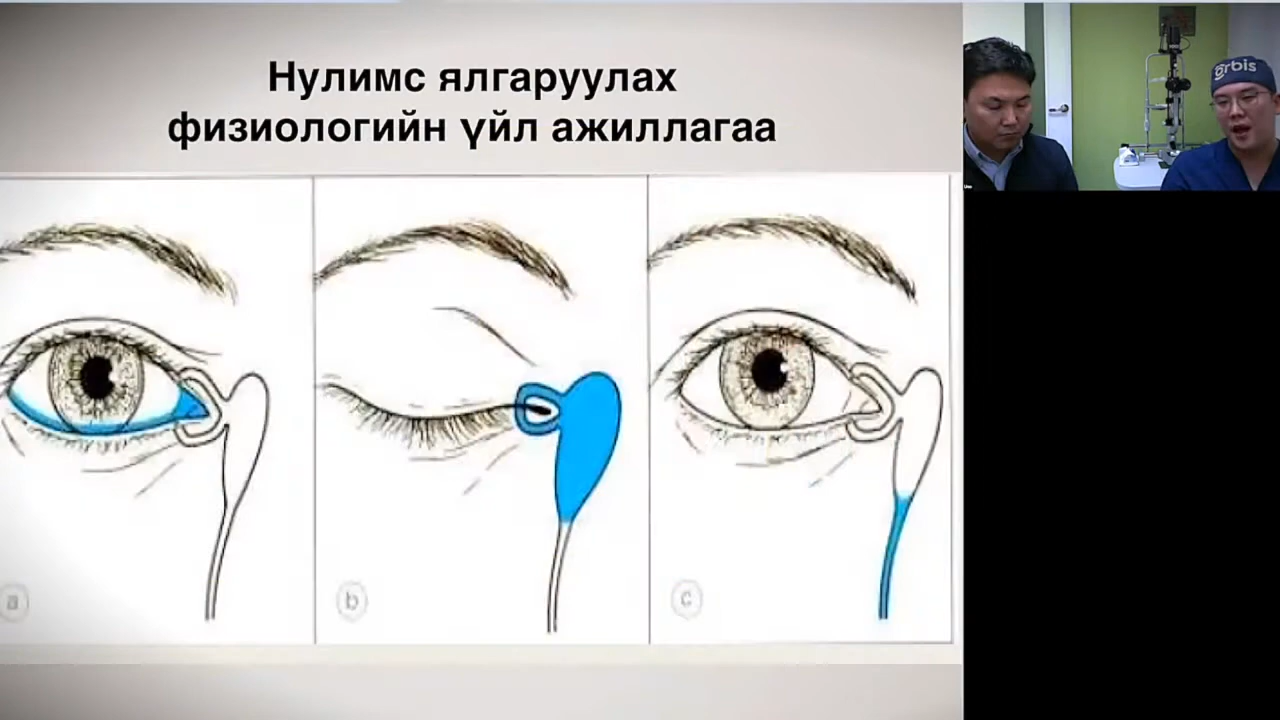 Нулимс ялгаруулах
физиологийн үйл ажиллагаа
orbis
a
b
c